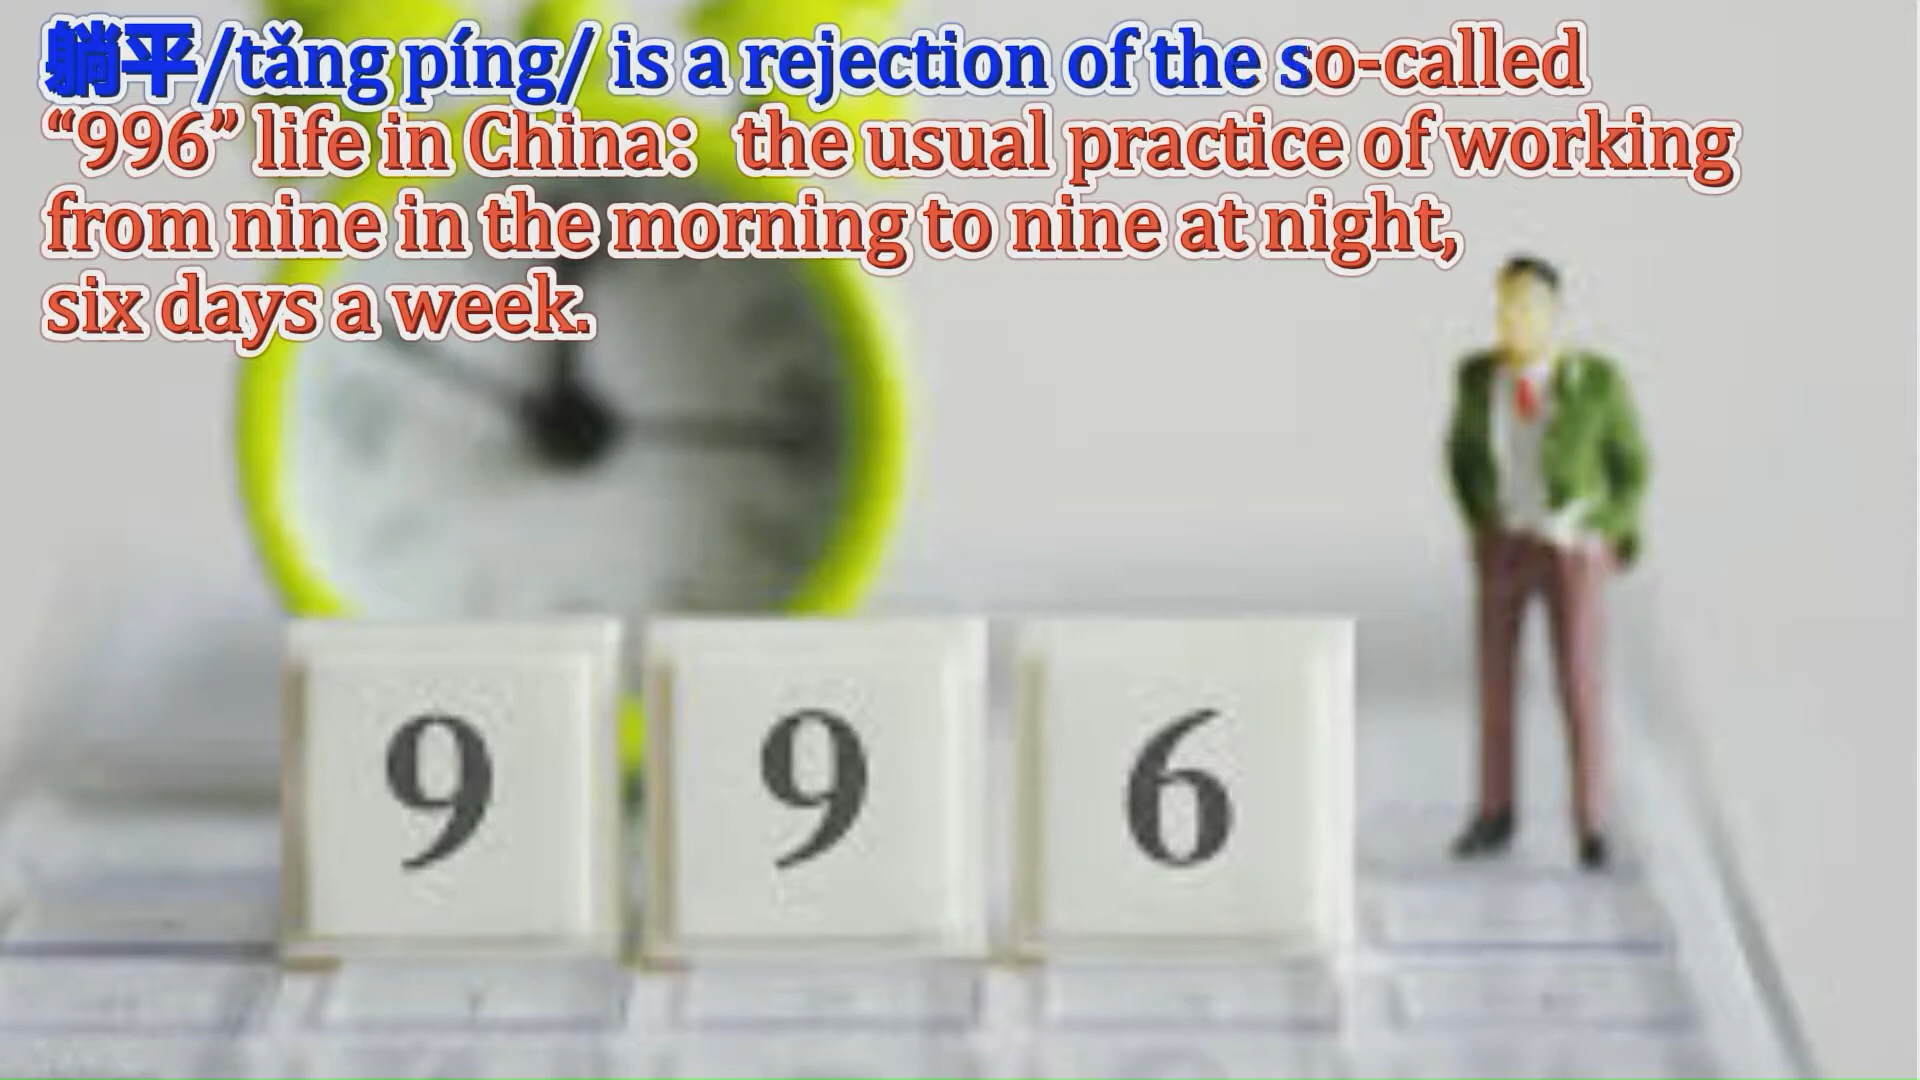 躺平/tǎng píng/ is a rejection of the so-called
“996” life in China：the usual practice of working
from nine in the morning to nine at night,
six days a week.
9 9 6